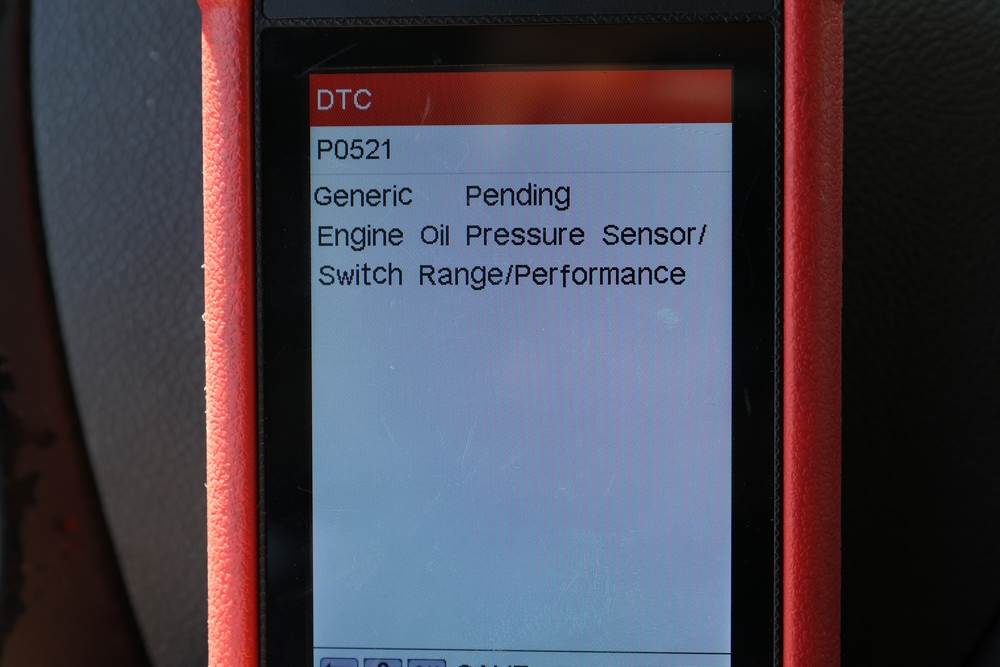 DTC
P0521
Generic Pending
Engine Oil Pressure Sensor/
Switch Range/Performance